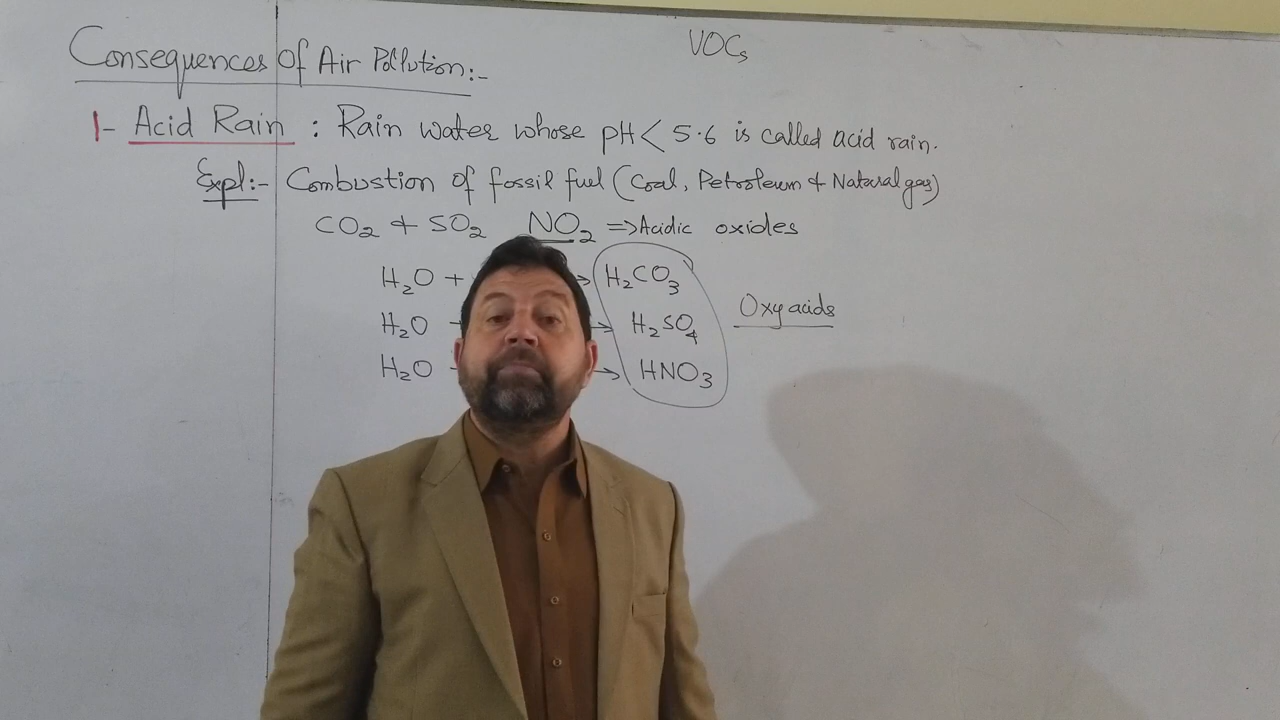 VOCs
Consequences Of Air Pollution:-
1- Acid Rain : Rain water whose pH < 5.6 is called acid rain.
Expl:- Combustion of fossil fuel (Coal, Petroleum & Natural gas)
CO₂ & SO₂ NO₂ ⇒ Acidic oxides
H₂O + → H₂CO₃
H₂O → H₂SO₄ Oxyacids
H₂O → HNO₃